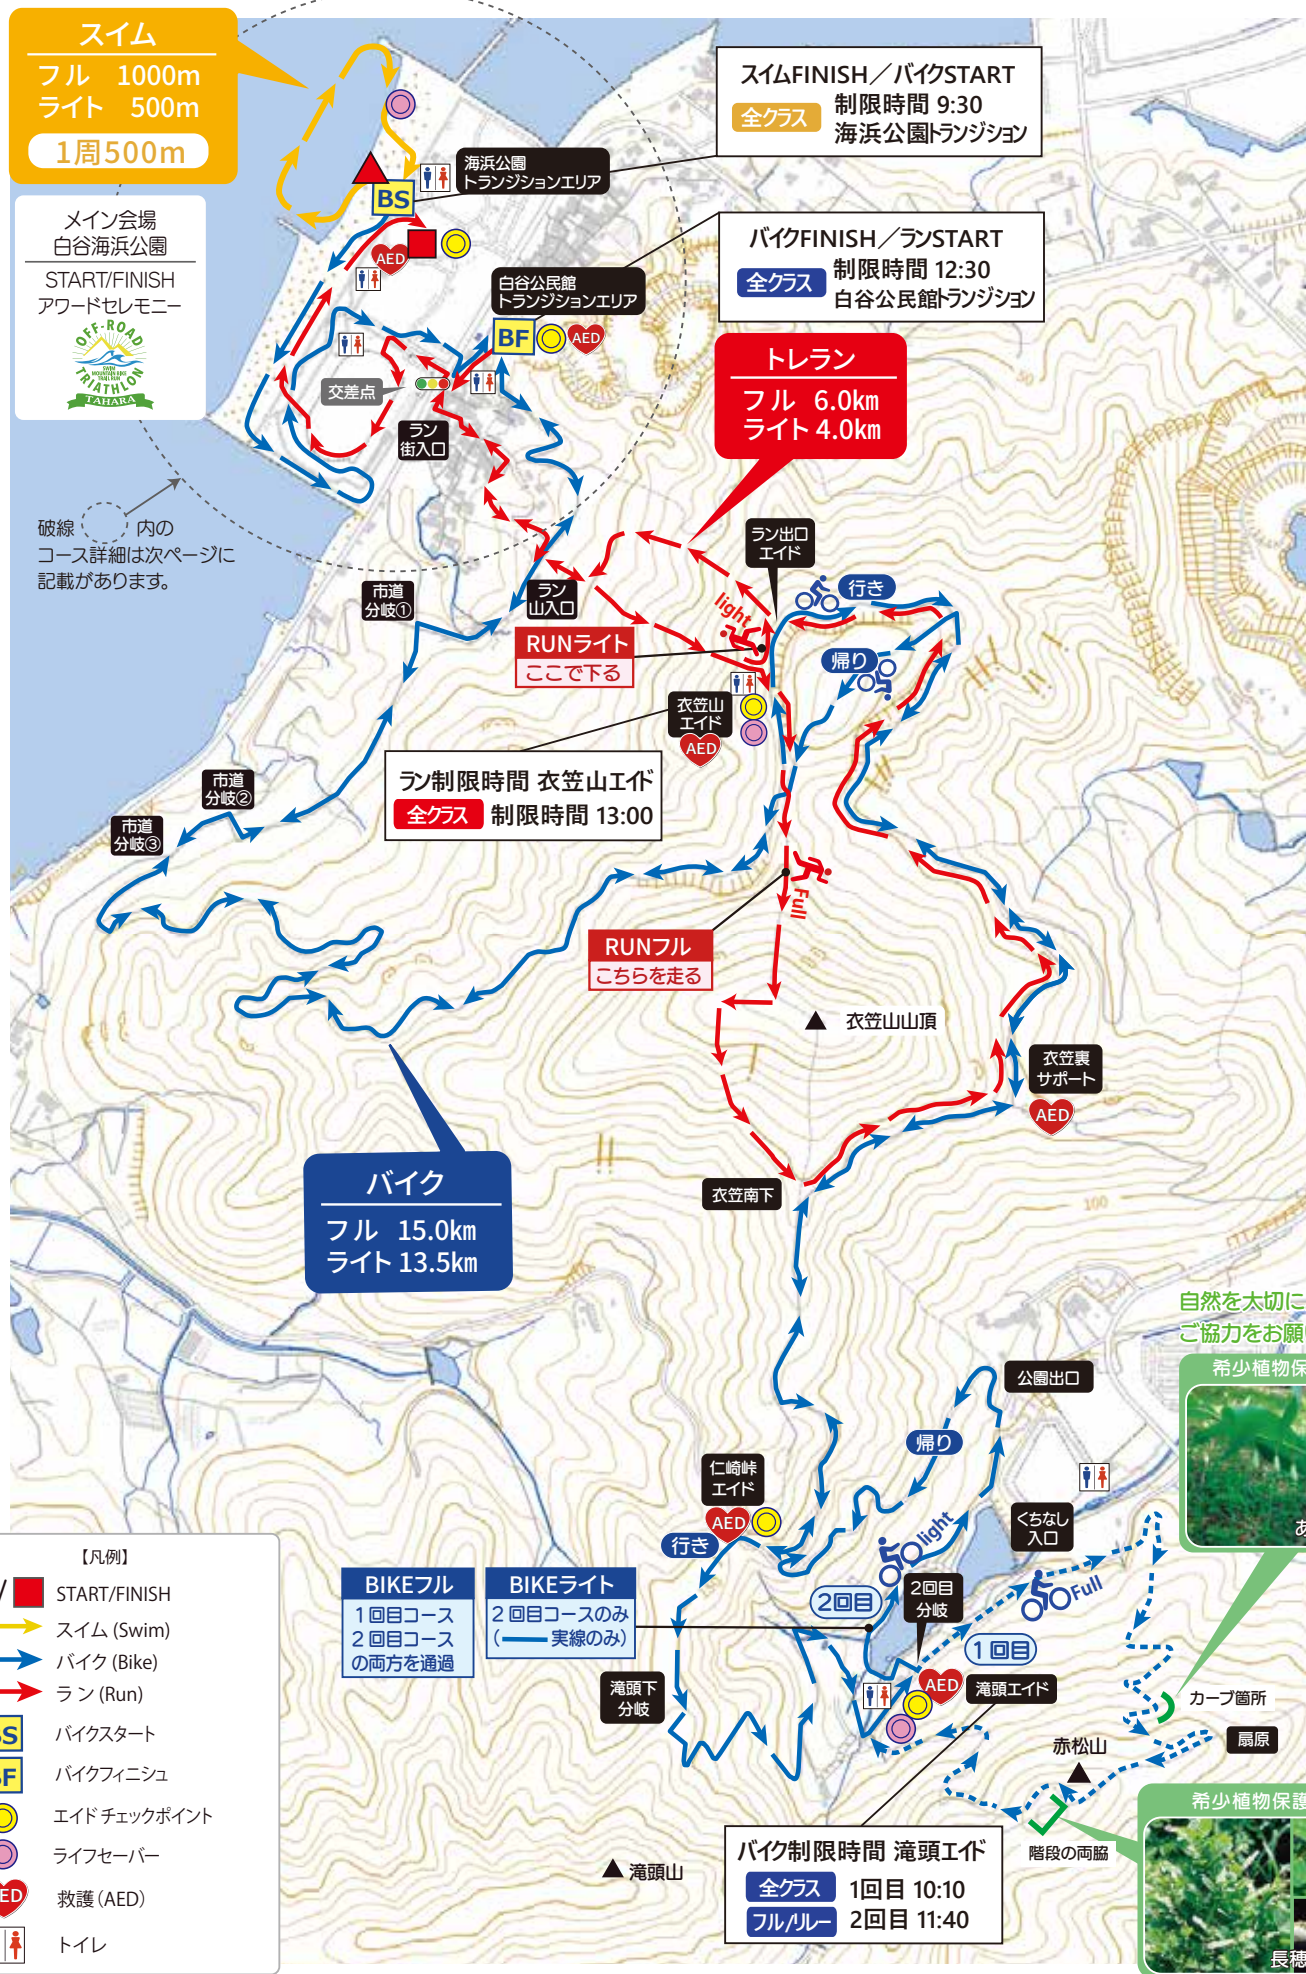 スイム
フル 1000m
ライト 500m
1周500m
メイン会場
白谷海浜公園
START/FINISH
アワードセレモニー
OFF-ROAD
SWIM
MOUNTAIN BIKE
TRAIL RUN
TRIATHLON
TAHARA
破線 内の
コース詳細は次ページに
記載があります。
BS
海浜公園
トランジションエリア
スイムFINISH／バイクSTART
全クラス 制限時間 9:30
海浜公園トランジション
AED
白谷公民館
トランジションエリア
BF
AED
バイクFINISH／ランSTART
全クラス 制限時間 12:30
白谷公民館トランジション
交差点
ラン
街入口
トレラン
フル 6.0km
ライト 4.0km
50
ラン出口
エイド
行き
帰り
light
市道
分岐①
ラン
山入口
RUNライト
ここで下る
衣笠山
エイド
AED
ラン制限時間 衣笠山エイド
全クラス 制限時間 13:00
市道
分岐②
市道
分岐③
Full
RUNフル
こちらを走る
衣笠山山頂
衣笠裏
サポート
AED
バイク
フル 15.0km
ライト 13.5km
衣笠南下
100
自然を大切に
ご協力をお願
希少植物保
あ
公園出口
帰り
仁崎峠
エイド
AED
行き
くちなし
入口
light
Full
BIKEフル
1回目コース
2回目コース
の両方を通過
BIKEライト
2回目コースのみ
(実線のみ)
2回目
2回目
分岐
1回目
AED
滝頭エイド
滝頭下
分岐
カーブ箇所
扇原
赤松山
階段の両脇
希少植物保護
長穂
滝頭山
バイク制限時間 滝頭エイド
全クラス 1回目 10:10
フル/リレー 2回目 11:40
【凡例】
/ START/FINISH
スイム (Swim)
バイク (Bike)
ラン (Run)
BS バイクスタート
BF バイクフィニシュ
エイド チェックポイント
ライフセーバー
AED 救護 (AED)
トイレ